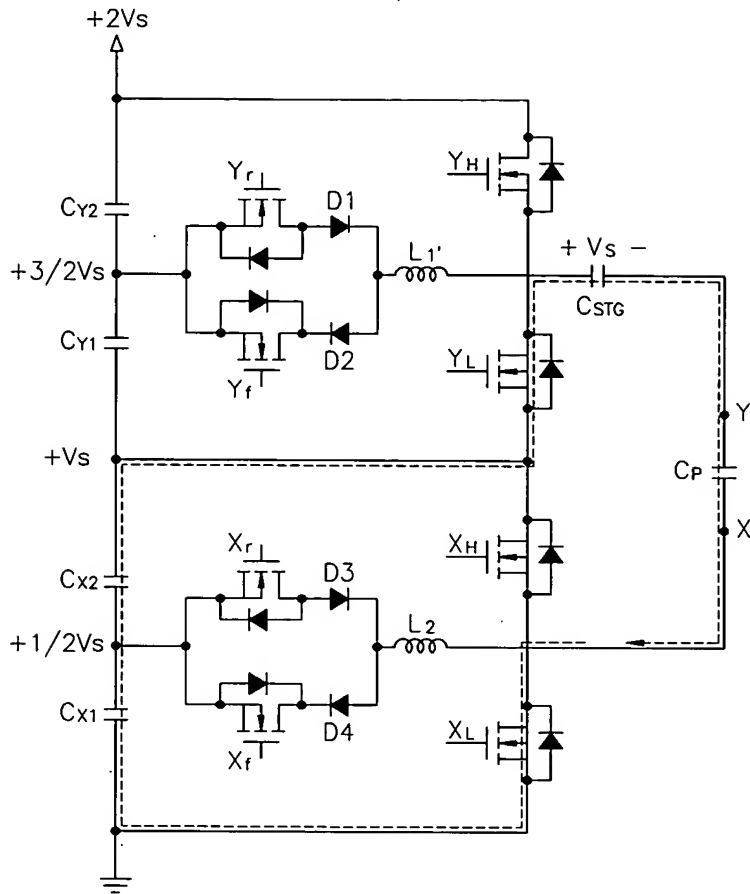 +2Vs
YH
Yr
D1
CY2
L1'
+ Vs −
+3/2Vs
CSTG
CY1
D2
YL
Yf
Y
+Vs
CP
X
Xr
XH
D3
CX2
L2
+1/2Vs
CX1
D4
XL
Xf